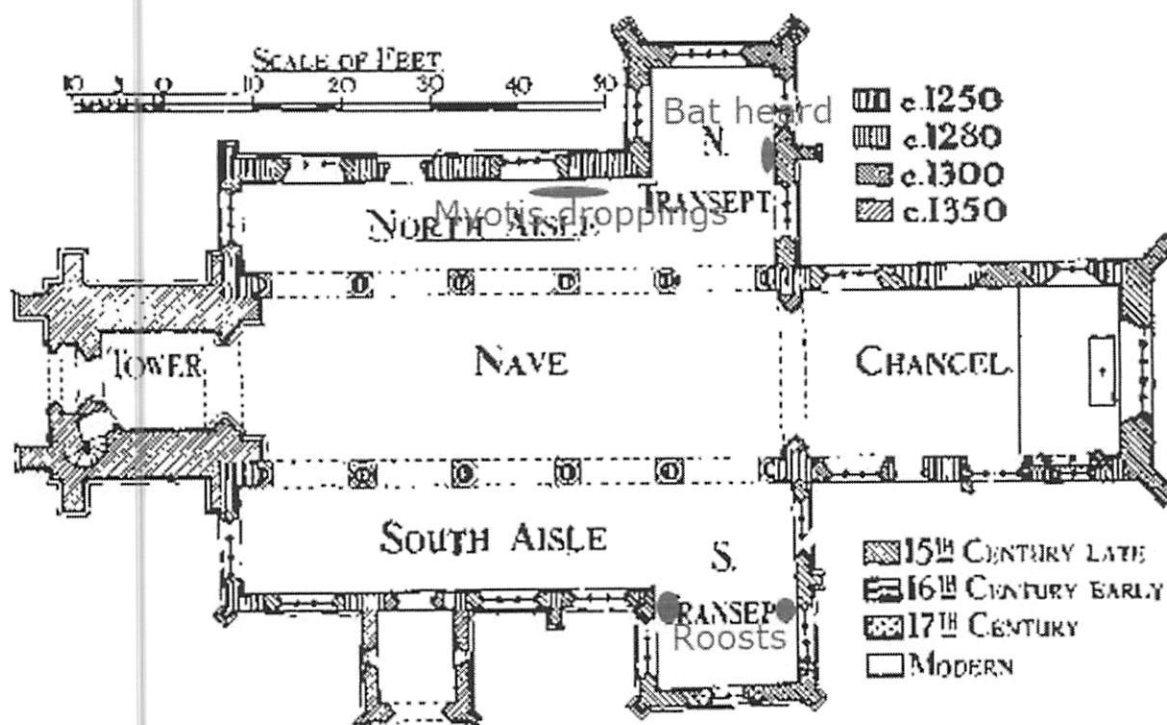 SCALE OF FEET
10 5 0 10 20 30 40 50
Bat heard
N.
TRANSEPT
Myotis droppings
NORTH AISLE
c.1250
c.1280
c.1300
c.1350
TOWER
NAVE
CHANCEL
SOUTH AISLE
S.
TRANSEP
Roosts
15TH CENTURY LATE
16TH CENTURY EARLY
17TH CENTURY
MODERN